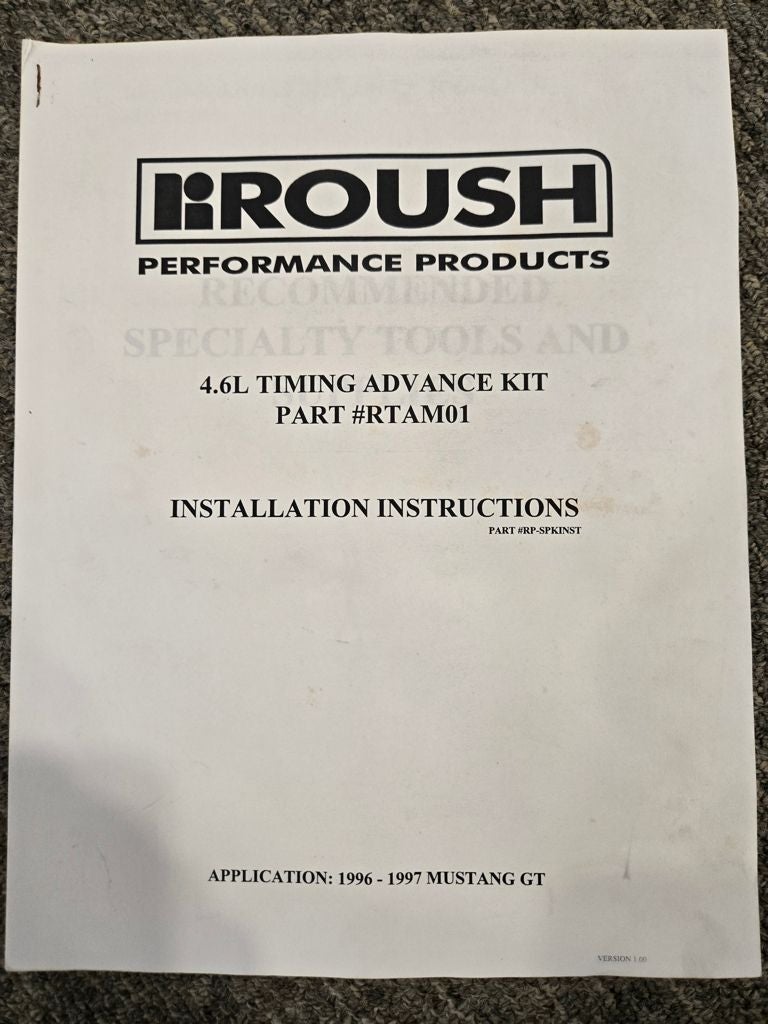 ROUSH
PERFORMANCE PRODUCTS
RECOMMENDED
SPECIALTY TOOLS AND
4.6L TIMING ADVANCE KIT
PART #RTAM01
INSTALLATION INSTRUCTIONS
PART #RP-SPKINST
APPLICATION: 1996 - 1997 MUSTANG GT
VERSION 1.00